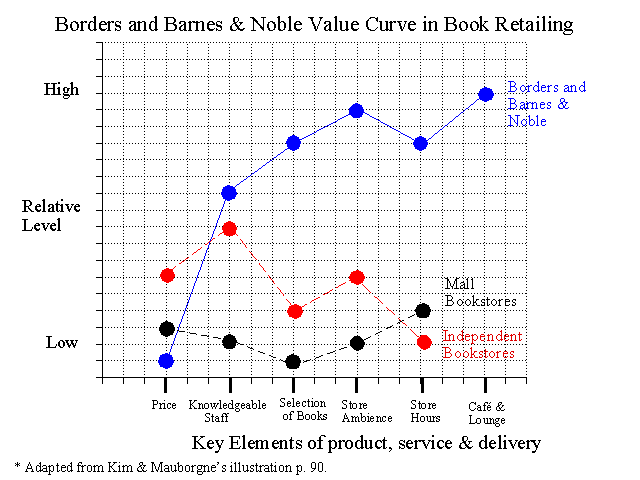 Borders and Barnes & Noble Value Curve in Book Retailing
High
Borders and
Barnes &
Noble
Relative
Level
Mall
Bookstores
Low
Independent
Bookstores
Price
Knowledgeable
Staff
Selection
of Books
Store
Ambience
Store
Hours
Café &
Lounge
Key Elements of product, service & delivery
* Adapted from Kim & Mauborgne's illustration p. 90.